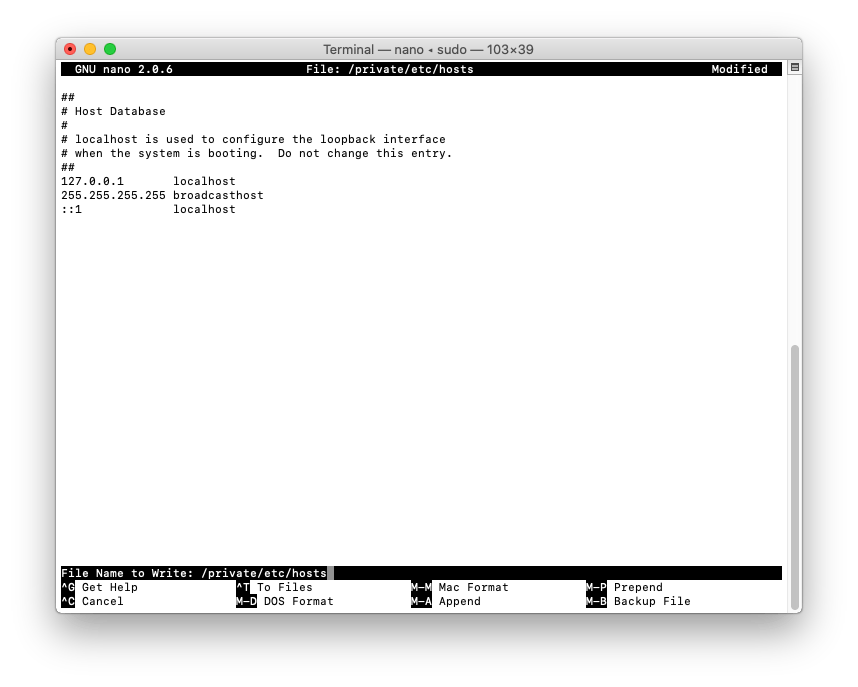 Terminal — nano ◂ sudo — 103×39
GNU nano 2.0.6 File: /private/etc/hosts Modified
##
# Host Database
#
# localhost is used to configure the loopback interface
# when the system is booting.  Do not change this entry.
##
127.0.0.1       localhost
255.255.255.255 broadcasthost
::1             localhost
File Name to Write: /private/etc/hosts
^G Get Help ^T To Files M-M Mac Format M-P Prepend
^C Cancel M-D DOS Format M-A Append M-B Backup File